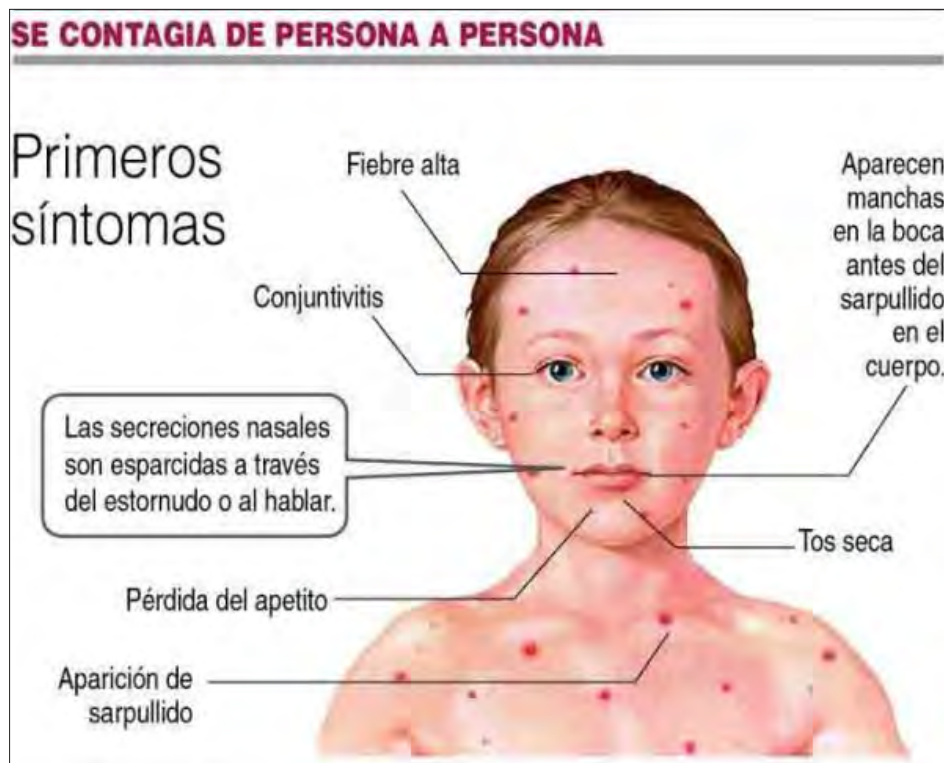 SE CONTAGIA DE PERSONA A PERSONA
Primeros
síntomas
Fiebre alta
Conjuntivitis
Aparecen
manchas
en la boca
antes del
sarpullido
en el
cuerpo.
Las secreciones nasales
son esparcidas a través
del estornudo o al hablar.
Tos seca
Pérdida del apetito
Aparición de
sarpullido